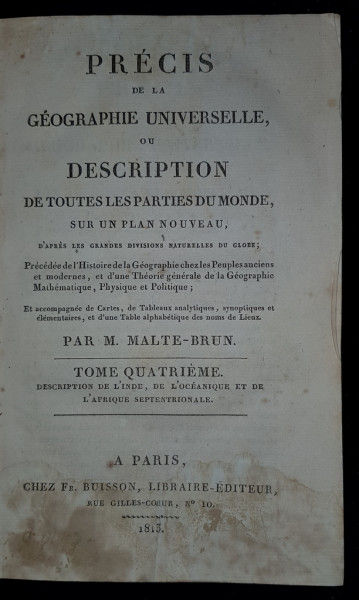 PRÉCIS
DE LA
GÉOGRAPHIE UNIVERSELLE,
OU
DESCRIPTION
DE TOUTES LES PARTIES DU MONDE,
SUR UN PLAN NOUVEAU,
D'APRÈS LES GRANDES DIVISIONS NATURELLES DU GLOBE;
Précédée de l'Histoire de la Géographie chez les Peuples anciens
et modernes, et d'une Théorie générale de la Géographie
Mathématique, Physique et Politique;
Et accompagnée de Cartes, de Tableaux analytiques, synoptiques et
élémentaires, et d'une Table alphabétique des noms de Lieux.
PAR M. MALTE-BRUN.
TOME QUATRIÈME.
DESCRIPTION DE L'INDE, DE L'OCÉANIQUE ET DE
L'AFRIQUE SEPTENTRIONALE.
A PARIS,
CHEZ Fr. BUISSON, LIBRAIRE-ÉDITEUR,
RUE GILLES-COEUR, N° 10.
1813.